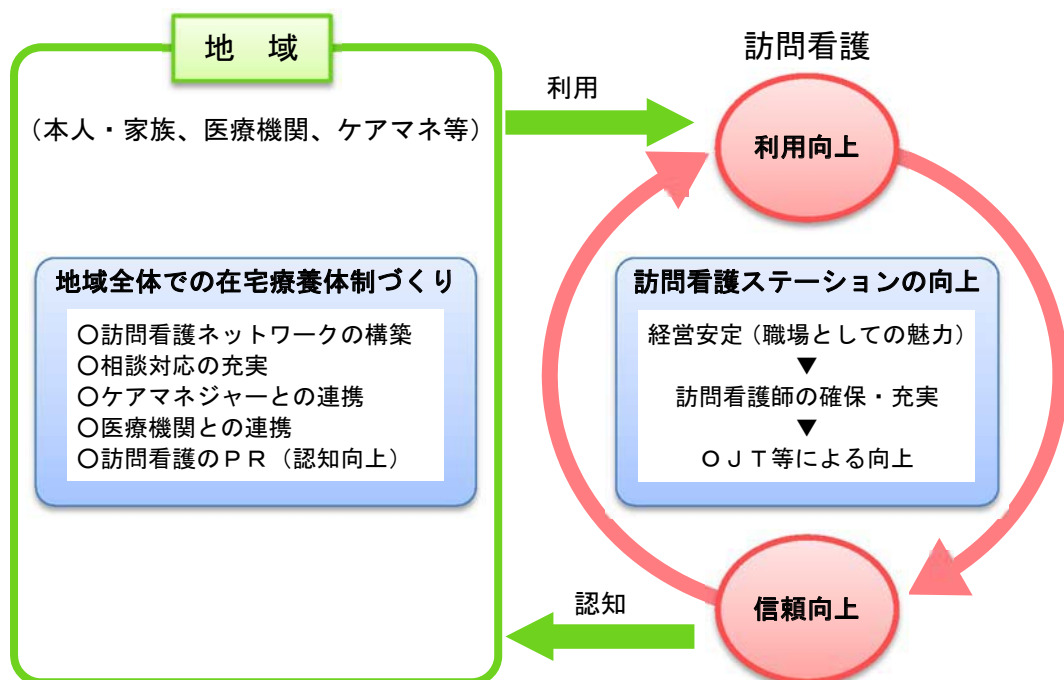 地　域
（本人・家族、医療機関、ケアマネ等）
地域全体での在宅療養体制づくり
〇訪問看護ネットワークの構築
〇相談対応の充実
〇ケアマネジャーとの連携
〇医療機関との連携
〇訪問看護のＰＲ（認知向上）
利用
訪問看護
利用向上
訪問看護ステーションの向上
経営安定（職場としての魅力）
▼
訪問看護師の確保・充実
▼
ＯＪＴ等による向上
信頼向上
認知